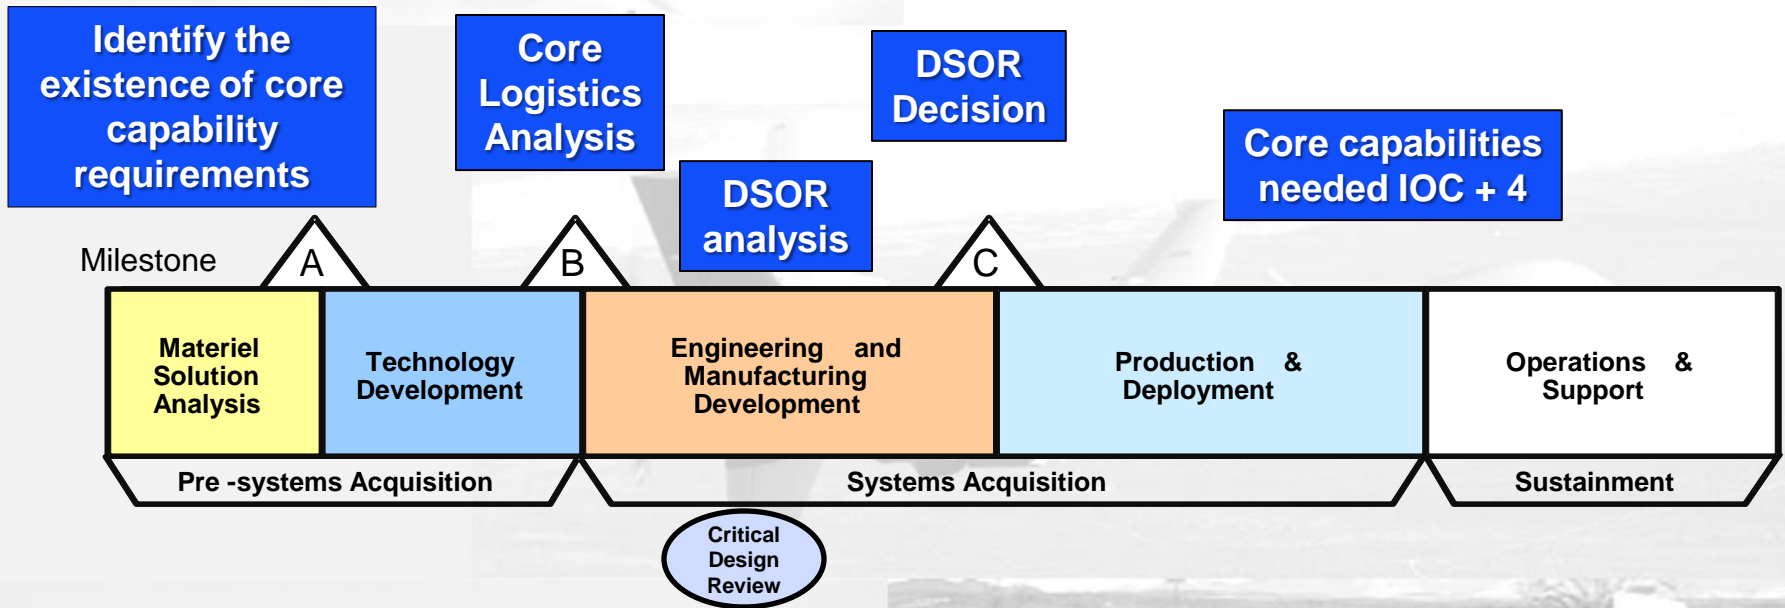 Identify the
existence of core
capability
requirements
Core
Logistics
Analysis
DSOR
analysis
DSOR
Decision
Core capabilities
needed IOC + 4
Milestone
A
B
C
Materiel
Solution
Analysis
Technology
Development
Engineering and
Manufacturing
Development
Production &
Deployment
Operations &
Support
Pre -systems Acquisition
Systems Acquisition
Sustainment
Critical
Design
Review